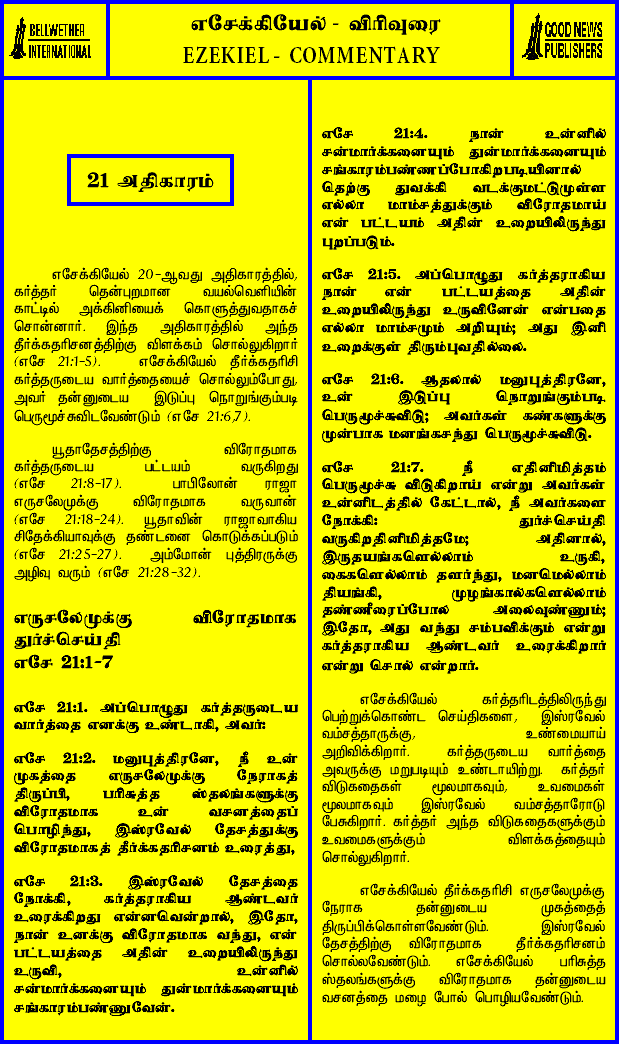 BELLWETHER
INTERNATIONAL
எசேக்கியேல் - விரிவுரை
EZEKIEL - COMMENTARY
GOOD NEWS
PUBLISHERS
21 அதிகாரம்
எசேக்கியேல் 20-ஆவது அதிகாரத்தில்,
கர்த்தர் தென்புறமான வயல்வெளியின்
காட்டில் அக்கினியைக் கொளுத்துவதாகச்
சொன்னார். இந்த அதிகாரத்தில் அந்த
தீர்க்கதரிசனத்திற்கு விளக்கம் சொல்லுகிறார்
(எசே 21:1-5). எசேக்கியேல் தீர்க்கதரிசி
கர்த்தருடைய வார்த்தையைச் சொல்லும்போது,
அவர் தன்னுடைய இடுப்பு நொறுங்கும்படி
பெருமூச்சுவிடவேண்டும் (எசே 21:6,7).
யூதாதேசத்திற்கு விரோதமாக
கர்த்தருடைய பட்டயம் வருகிறது
(எசே 21:8-17). பாபிலோன் ராஜா
எருசலேமுக்கு விரோதமாக வருவான்
(எசே 21:18-24). யூதாவின் ராஜாவாகிய
சிதேக்கியாவுக்கு தண்டனை கொடுக்கப்படும்
(எசே 21:25-27). அம்மோன் புத்திரருக்கு
அழிவு வரும் (எசே 21:28-32).
எருசலேமுக்கு விரோதமாக
துர்ச்செய்தி
எசே 21:1-7
எசே 21:1. அப்பொழுது கர்த்தருடைய
வார்த்தை எனக்கு உண்டாகி, அவர்:
எசே 21:2. மனுபுத்திரனே, நீ உன்
முகத்தை எருசலேமுக்கு நேராகத்
திருப்பி, பரிசுத்த ஸ்தலங்களுக்கு
விரோதமாக உன் வசனத்தைப்
பொழிந்து, இஸ்ரவேல் தேசத்துக்கு
விரோதமாகத் தீர்க்கதரிசனம் உரைத்து,
எசே 21:3. இஸ்ரவேல் தேசத்தை
நோக்கி, கர்த்தராகிய ஆண்டவர்
உரைக்கிறது என்னவென்றால், இதோ,
நான் உனக்கு விரோதமாக வந்து, என்
பட்டயத்தை அதின் உறையிலிருந்து
உருவி, உன்னில்
சன்மார்க்கனையும் துன்மார்க்கனையும்
சங்காரம்பண்ணுவேன்.
எசே 21:4. நான் உன்னில்
சன்மார்க்கனையும் துன்மார்க்கனையும்
சங்காரம்பண்ணப்போகிறபடியினால்
தெற்கு துவக்கி வடக்குமட்டுமுள்ள
எல்லா மாம்சத்துக்கும் விரோதமாய்
என் பட்டயம் அதின் உறையிலிருந்து
புறப்படும்.
எசே 21:5. அப்பொழுது கர்த்தராகிய
நான் என் பட்டயத்தை அதின்
உறையிலிருந்து உருவினேன் என்பதை
எல்லா மாம்சமும் அறியும்; அது இனி
உறைக்குள் திரும்புவதில்லை.
எசே 21:6. ஆதலால் மனுபுத்திரனே,
உன் இடுப்பு நொறுங்கும்படி
பெருமூச்சுவிடு; அவர்கள் கண்களுக்கு
முன்பாக மனங்கசந்து பெருமூச்சுவிடு.
எசே 21:7. நீ எதினிமித்தம்
பெருமூச்சு விடுகிறாய் என்று அவர்கள்
உன்னிடத்தில் கேட்டால், நீ அவர்களை
நோக்கி: துர்ச்செய்தி
வருகிறதினிமித்தமே; அதினால்,
இருதயங்களெல்லாம் உருகி,
கைகளெல்லாம் தளர்ந்து, மனமெல்லாம்
தியங்கி, முழங்கால்களெல்லாம்
தண்ணீரைப்போல் அலைவுண்ணும்;
இதோ, அது வந்து சம்பவிக்கும் என்று
கர்த்தராகிய ஆண்டவர் உரைக்கிறார்
என்று சொல் என்றார்.
எசேக்கியேல் கர்த்தரிடத்திலிருந்து
பெற்றுக்கொண்ட செய்திகளை, இஸ்ரவேல்
வம்சத்தாருக்கு, உண்மையாய்
அறிவிக்கிறார். கர்த்தருடைய வார்த்தை
அவருக்கு மறுபடியும் உண்டாயிற்று. கர்த்தர்
விடுகதைகள் மூலமாகவும், உவமைகள்
மூலமாகவும் இஸ்ரவேல் வம்சத்தாரோடு
பேசுகிறார். கர்த்தர் அந்த விடுகதைகளுக்கும்
உவமைகளுக்கும் விளக்கத்தையும்
சொல்லுகிறார்.
எசேக்கியேல் தீர்க்கதரிசி எருசலேமுக்கு
நேராக தன்னுடைய முகத்தைத்
திருப்பிக்கொள்ளவேண்டும். இஸ்ரவேல்
தேசத்திற்கு விரோதமாக தீர்க்கதரிசனம்
சொல்லவேண்டும். எசேக்கியேல் பரிசுத்த
ஸ்தலங்களுக்கு விரோதமாக தன்னுடைய
வசனத்தை மழை போல் பொழியவேண்டும்.